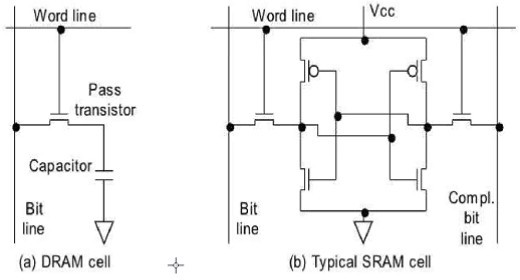 Word line
Pass
transistor
Capacitor
Bit
line
(a) DRAM cell
Word line
Vcc
Bit
line
Compl.
bit
line
(b) Typical SRAM cell